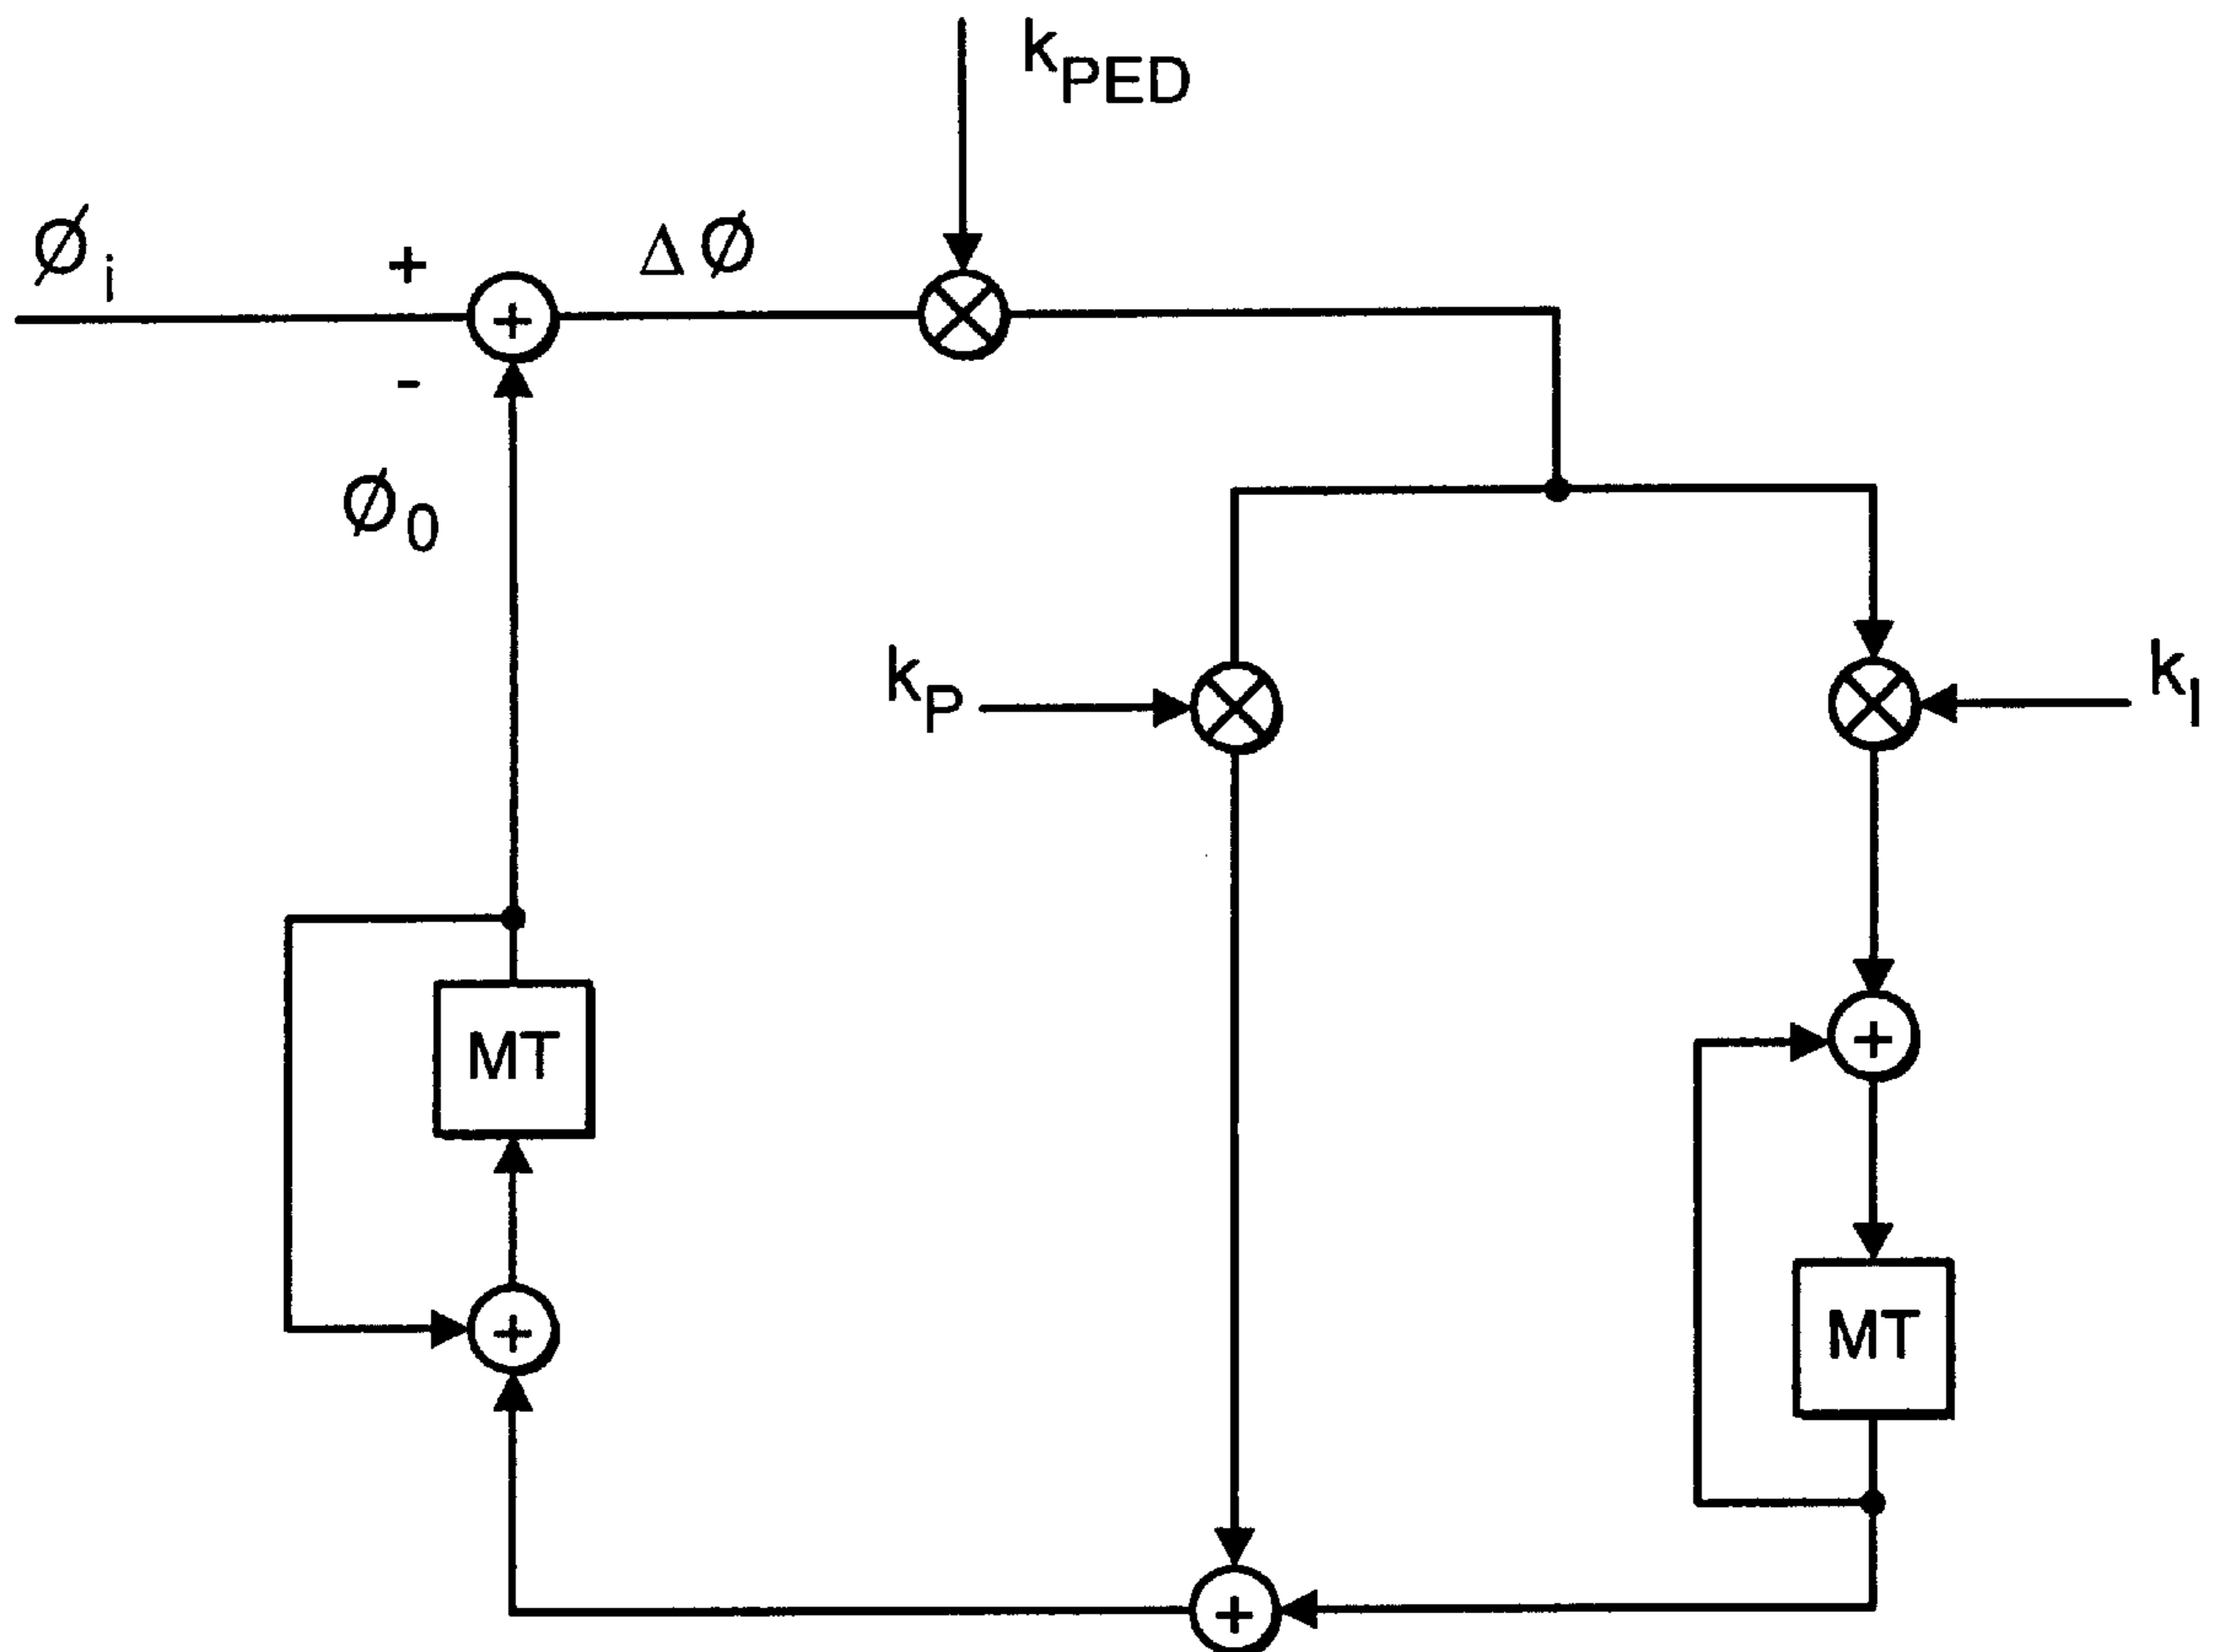 k_PED
ø_i
+
Δø
+
-
ø_0
k_P
k_I
MT
+
+
MT
+